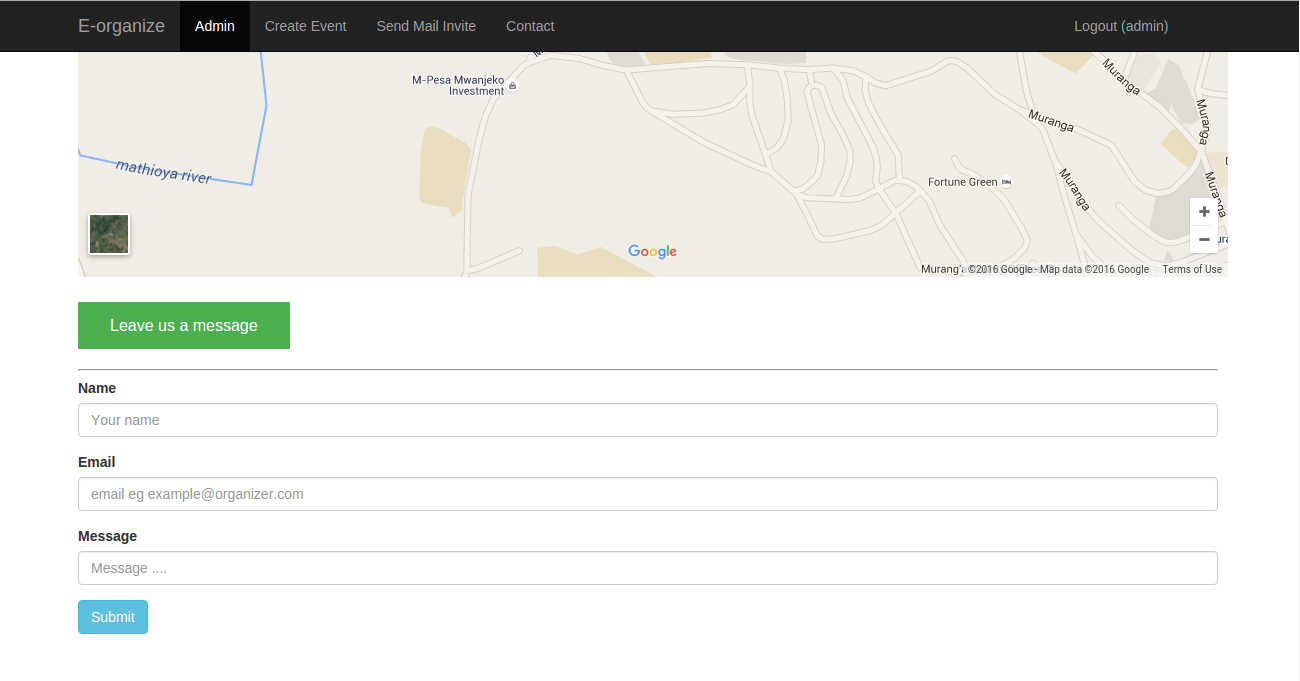 E-organize Admin Create Event Send Mail Invite Contact Logout (admin)
M-Pesa Mwanjeko
Investment
Muranga
Muranga
Muranga
mathioya river
Fortune Green
Muranga
Muranga
+
−
Google
©2016 Google - Map data ©2016 Google Terms of Use
Leave us a message
Name
Your name
Email
email eg example@organizer.com
Message
Message ....
Submit